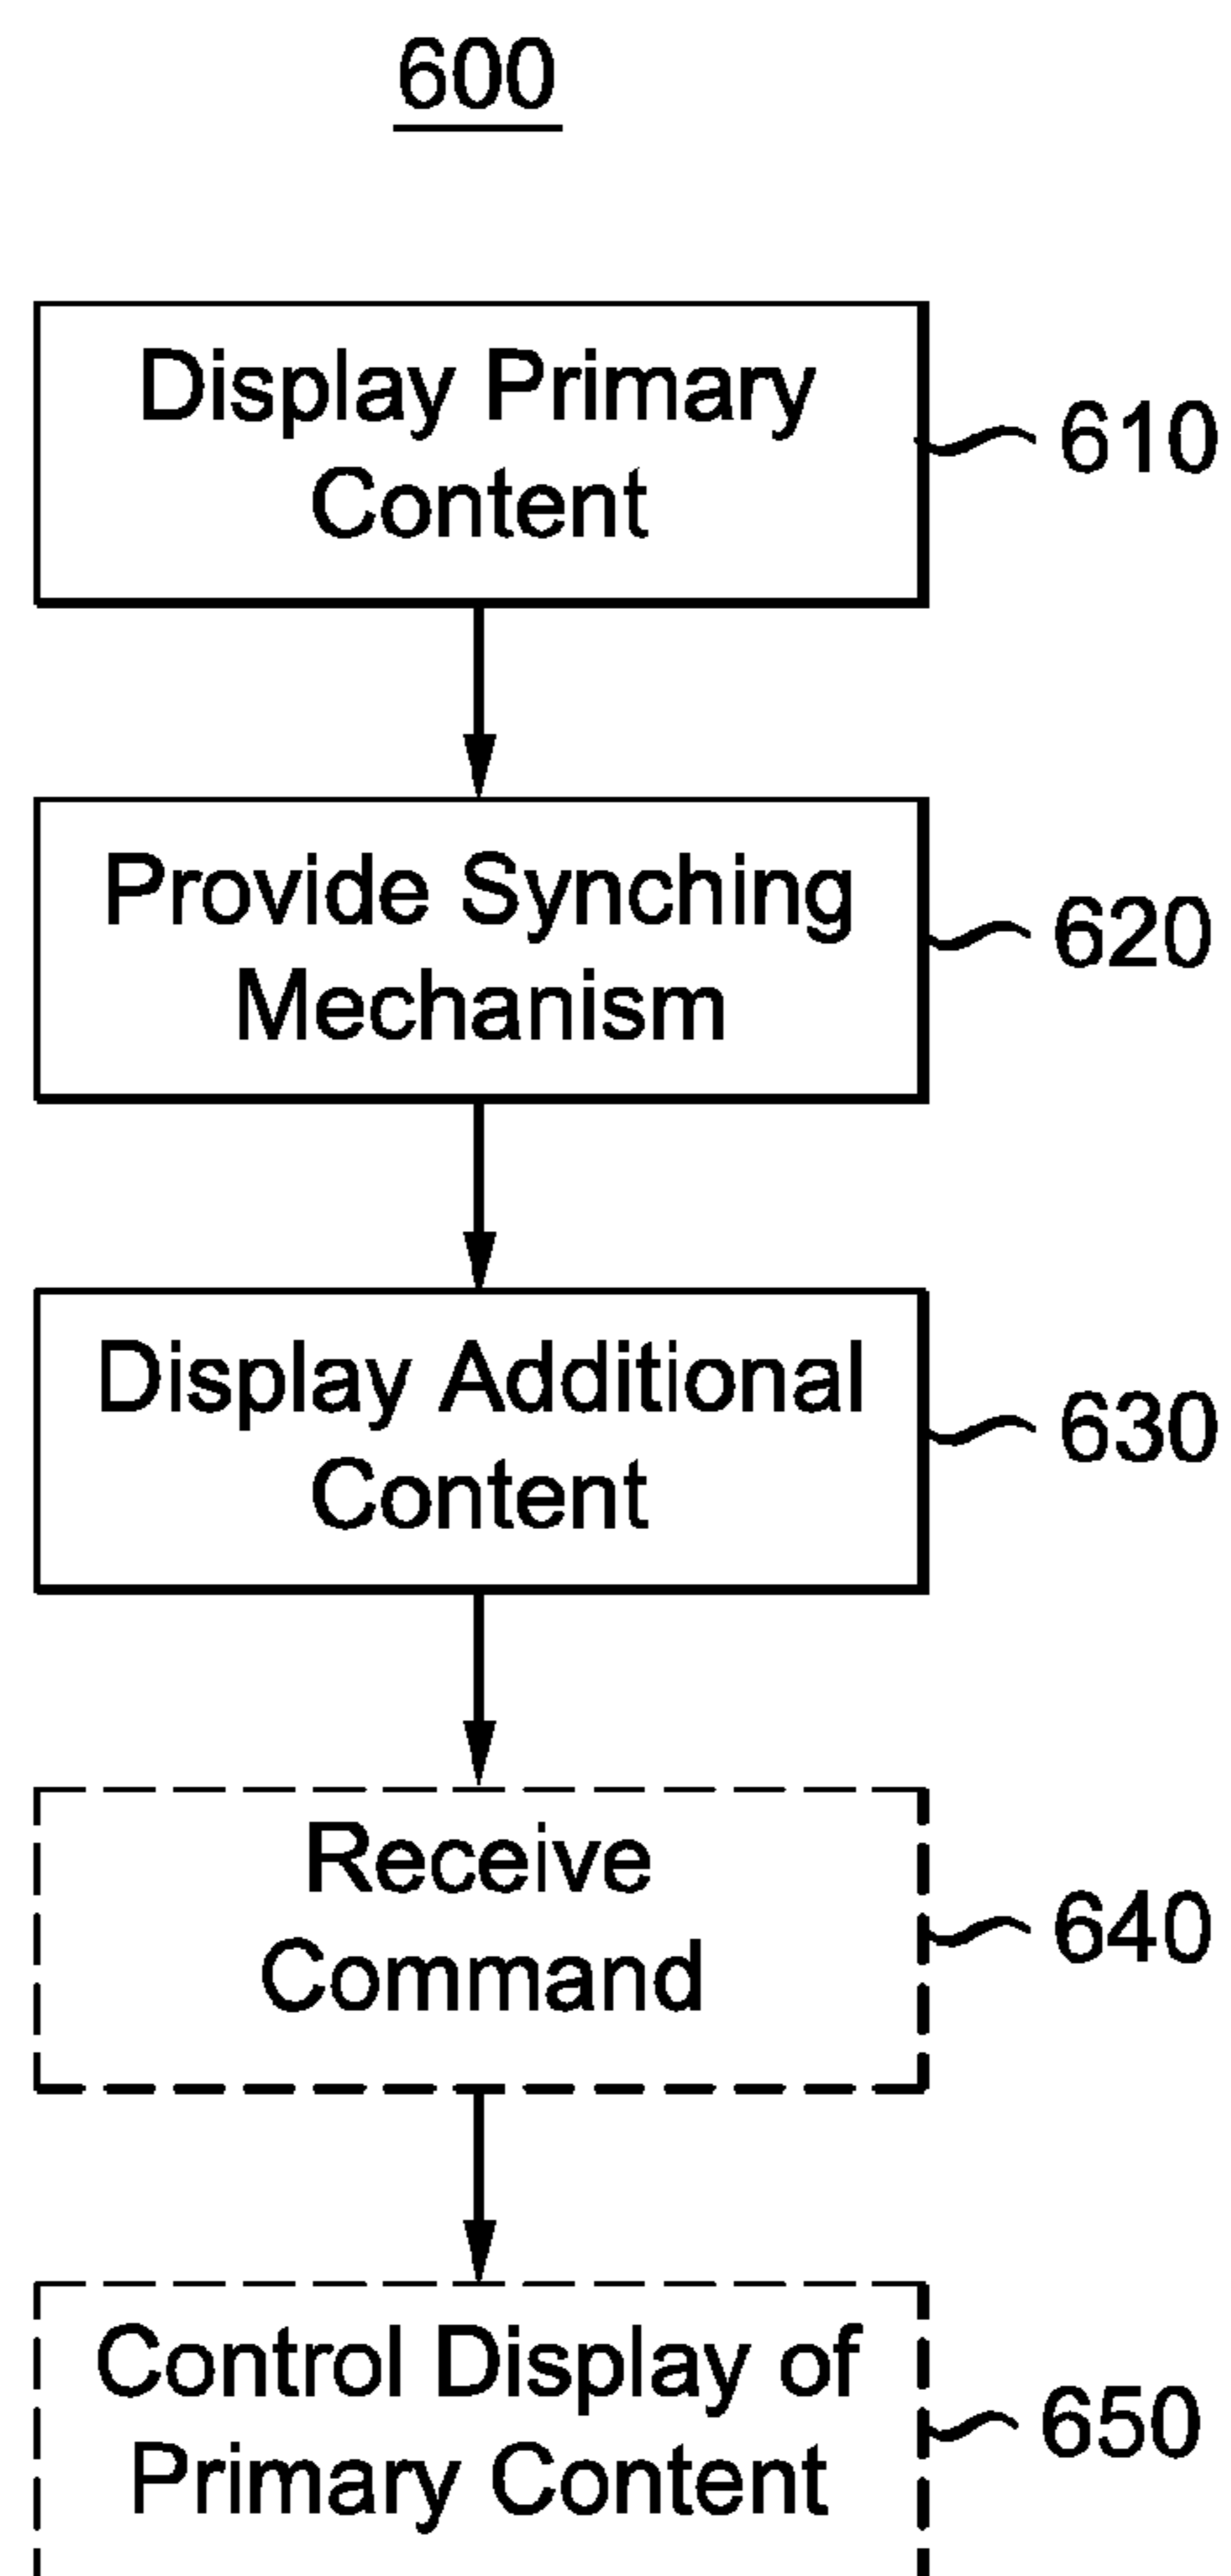 600
Display Primary
Content
610
Provide Synching
Mechanism
620
Display Additional
Content
630
Receive
Command
640
Control Display of
Primary Content
650